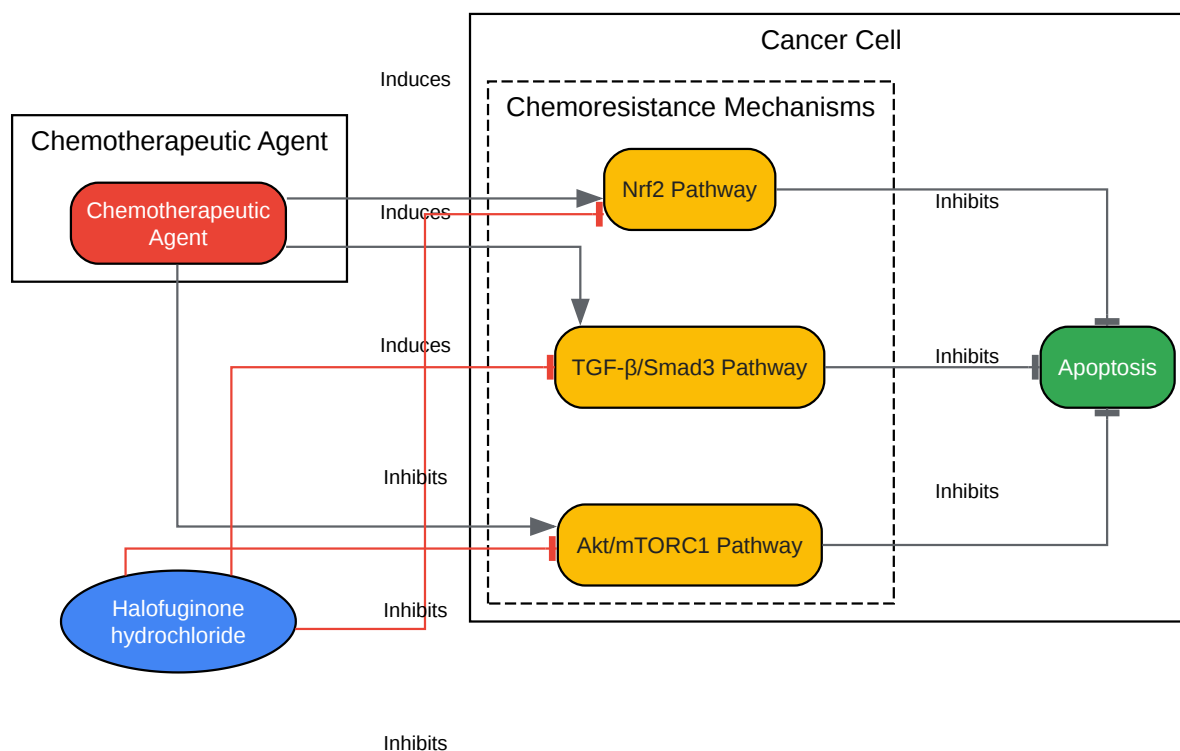 Cancer Cell
Induces
Chemoresistance Mechanisms
Chemotherapeutic Agent
Nrf2 Pathway
Chemotherapeutic
Agent
Induces
Inhibits
Induces
Inhibits
TGF-β/Smad3 Pathway
Apoptosis
Inhibits
Inhibits
Akt/mTORC1 Pathway
Halofuginone
hydrochloride
Inhibits
Inhibits